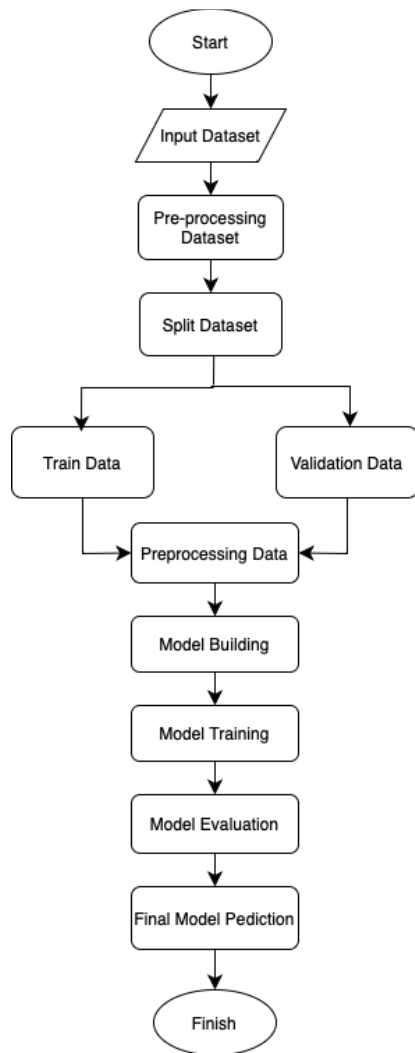 Start
Input Dataset
Pre-processing
Dataset
Split Dataset
Train Data
Validation Data
Preprocessing Data
Model Building
Model Training
Model Evaluation
Final Model Pediction
Finish